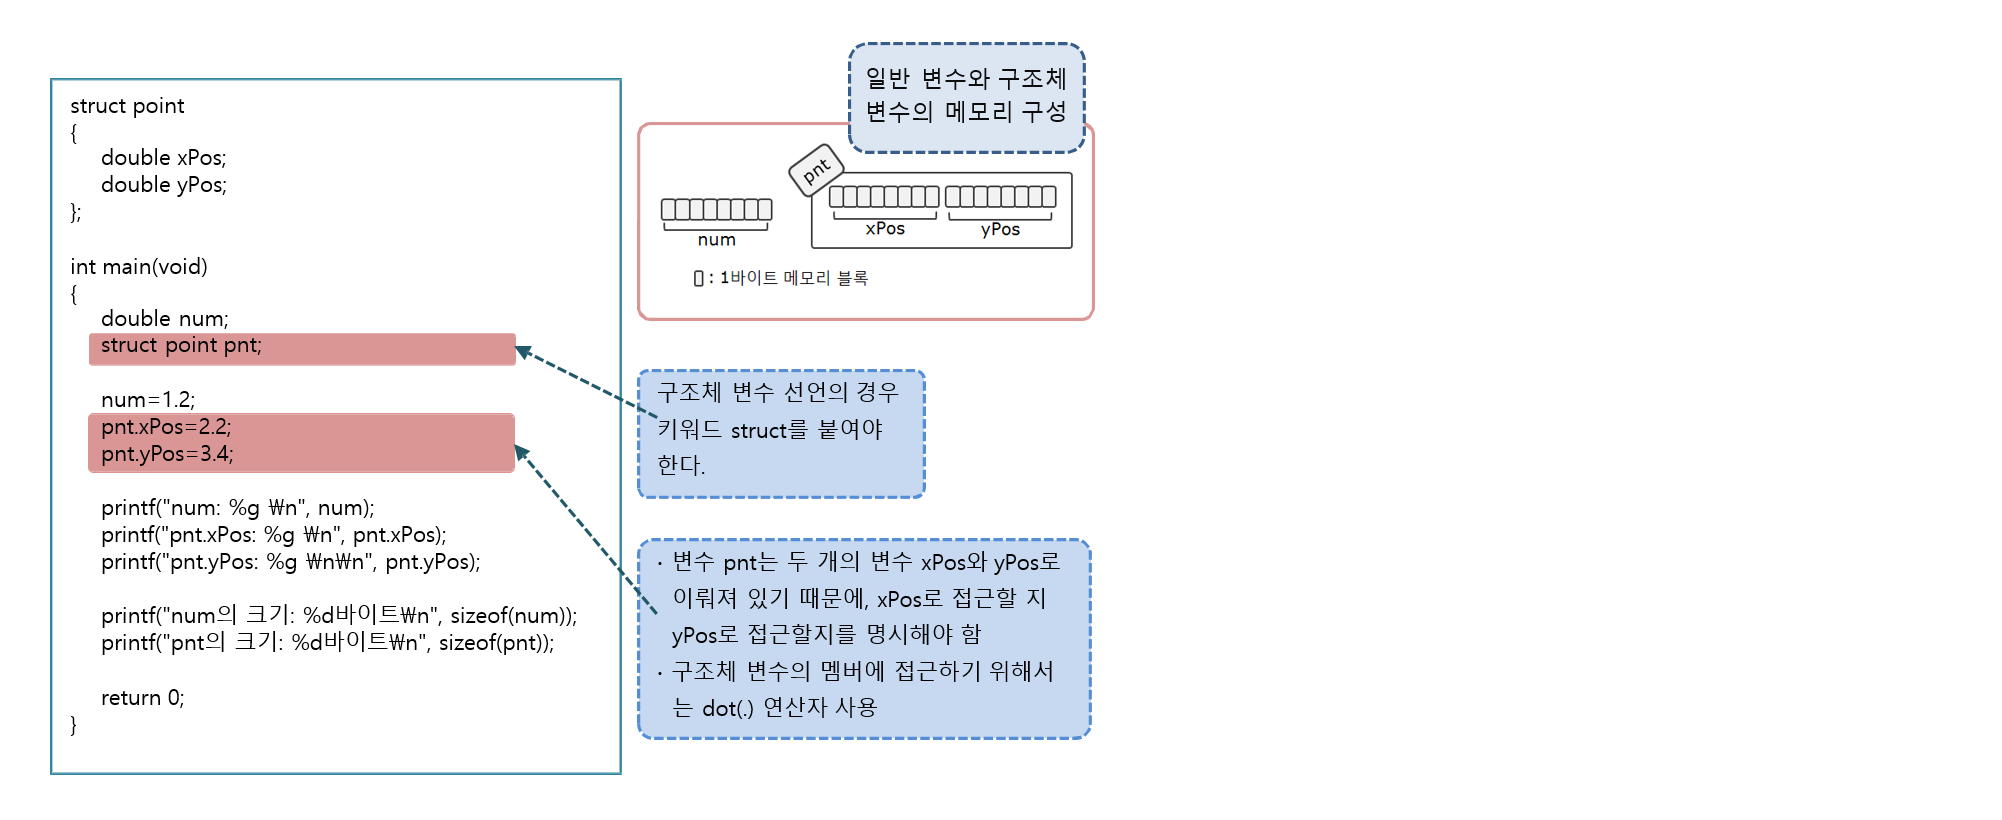 struct point
{
double xPos;
double yPos;
};
int main(void)
{
double num;
struct point pnt;
num=1.2;
pnt.xPos=2.2;
pnt.yPos=3.4;
printf("num: %g ₩n", num);
printf("pnt.xPos: %g ₩n", pnt.xPos);
printf("pnt.yPos: %g ₩n₩n", pnt.yPos);
printf("num의 크기: %d바이트₩n", sizeof(num));
printf("pnt의 크기: %d바이트₩n", sizeof(pnt));
return 0;
}
일반 변수와 구조체
변수의 메모리 구성
pnt
num
xPos
yPos
: 1바이트 메모리 블록
구조체 변수 선언의 경우
키워드 struct를 붙여야
한다.
· 변수 pnt는 두 개의 변수 xPos와 yPos로
이뤄져 있기 때문에, xPos로 접근할 지
yPos로 접근할지를 명시해야 함
· 구조체 변수의 멤버에 접근하기 위해서
는 dot(.) 연산자 사용